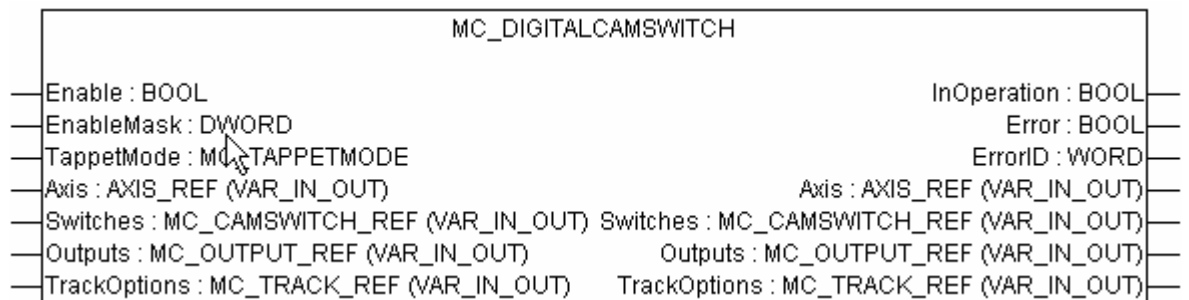 MC_DIGITALCAMSWITCH
Enable : BOOL InOperation : BOOL
EnableMask : DWORD Error : BOOL
TappetMode : MC_TAPPETMODE ErrorID : WORD
Axis : AXIS_REF (VAR_IN_OUT) Axis : AXIS_REF (VAR_IN_OUT)
Switches : MC_CAMSWITCH_REF (VAR_IN_OUT) Switches : MC_CAMSWITCH_REF (VAR_IN_OUT)
Outputs : MC_OUTPUT_REF (VAR_IN_OUT) Outputs : MC_OUTPUT_REF (VAR_IN_OUT)
TrackOptions : MC_TRACK_REF (VAR_IN_OUT) TrackOptions : MC_TRACK_REF (VAR_IN_OUT)